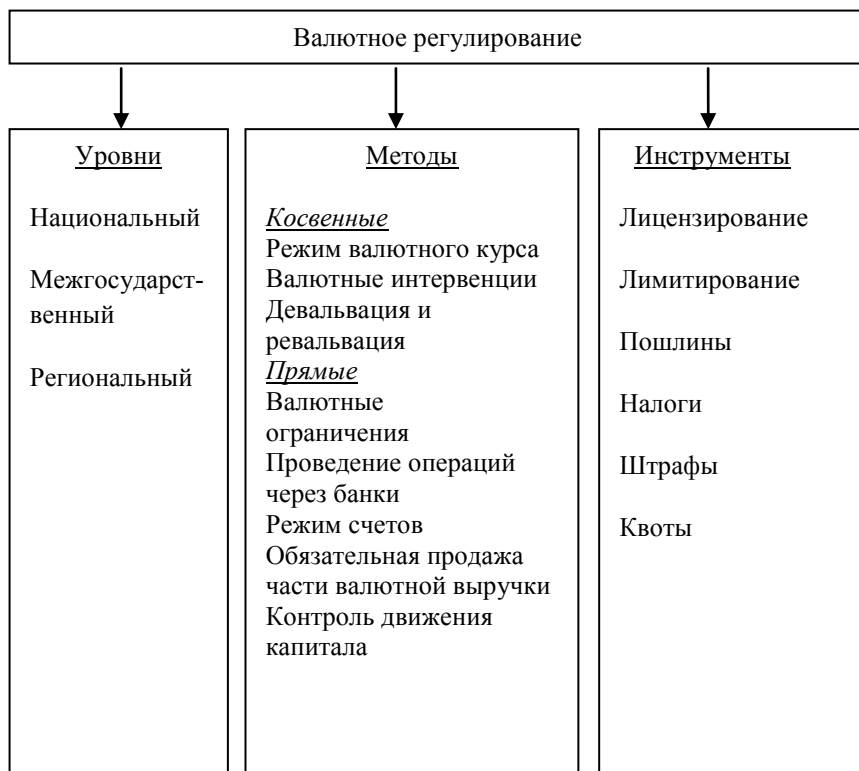 Валютное регулирование
Уровни
Национальный
Межгосударст-
венный
Региональный
Методы
Косвенные
Режим валютного курса
Валютные интервенции
Девальвация и
ревальвация
Прямые
Валютные
ограничения
Проведение операций
через банки
Режим счетов
Обязательная продажа
части валютной выручки
Контроль движения
капитала
Инструменты
Лицензирование
Лимитирование
Пошлины
Налоги
Штрафы
Квоты